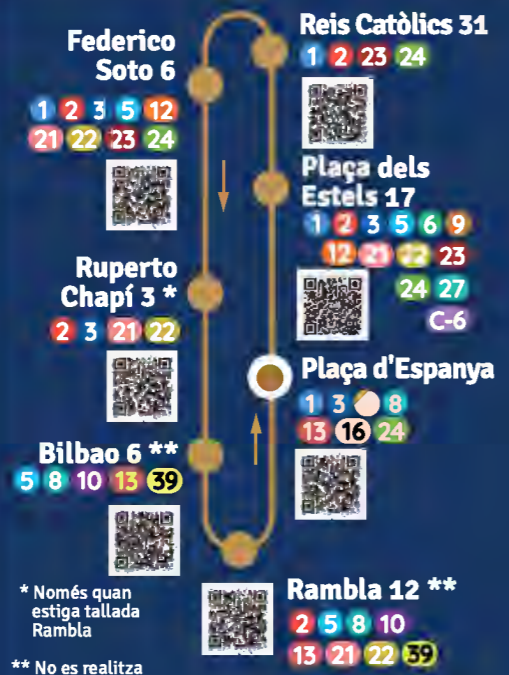 Federico
Soto 6
1 2 3 5 12
21 22 23 24
Reis Catòlics 31
1 2 23 24
Plaça dels
Estels 17
1 2 3 5 6 9
12 21 22 23
24 27
C-6
Ruperto
Chapí 3 *
2 3 21 22
Plaça d'Espanya
1 3 8
13 16 24
Bilbao 6 **
5 8 10 13 39
Rambla 12 **
2 5 8 10
13 21 22 39
* Només quan
estiga tallada
Rambla
** No es realitza